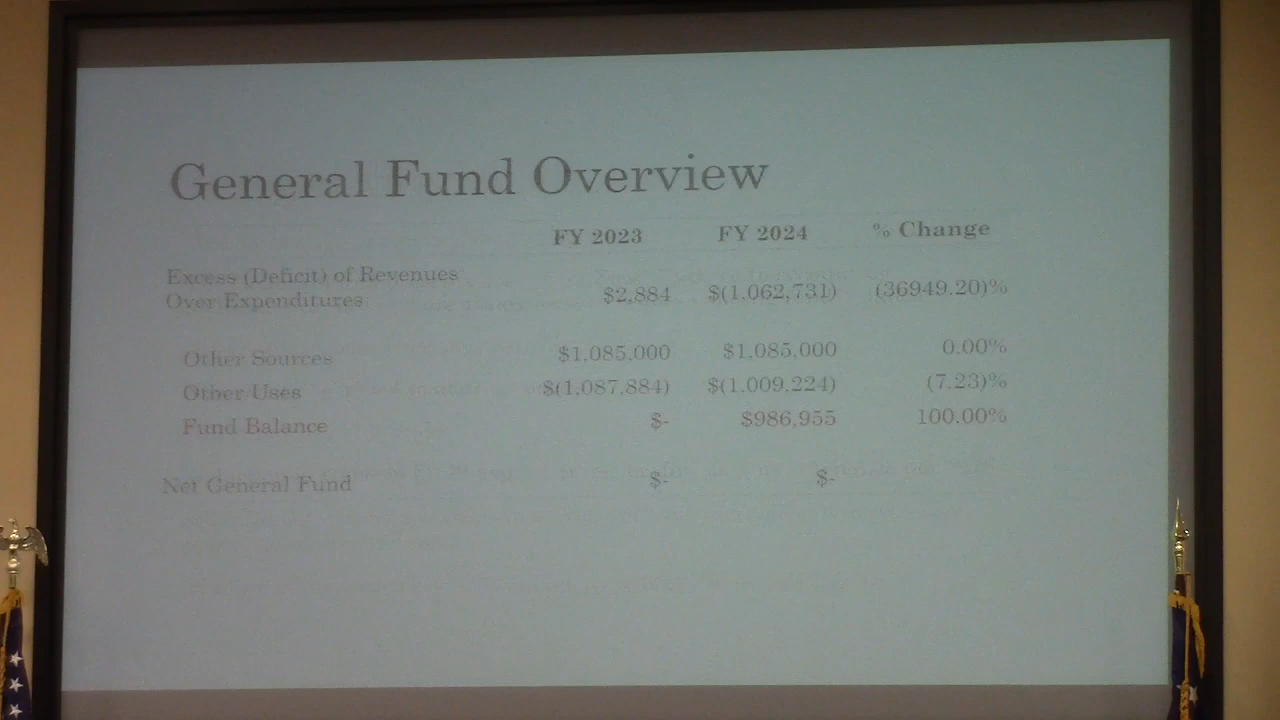 General Fund Overview
FY 2023 FY 2024 % Change
Excess (Deficit) of Revenues
Over Expenditures $2,884 $(1,062,731) (36949.20)%
Other Sources $1,085,000 $1,085,000 0.00%
Other Uses $(1,087,884) $(1,009,224) (7.23)%
Fund Balance $- $986,955 100.00%
Net General Fund $- $-